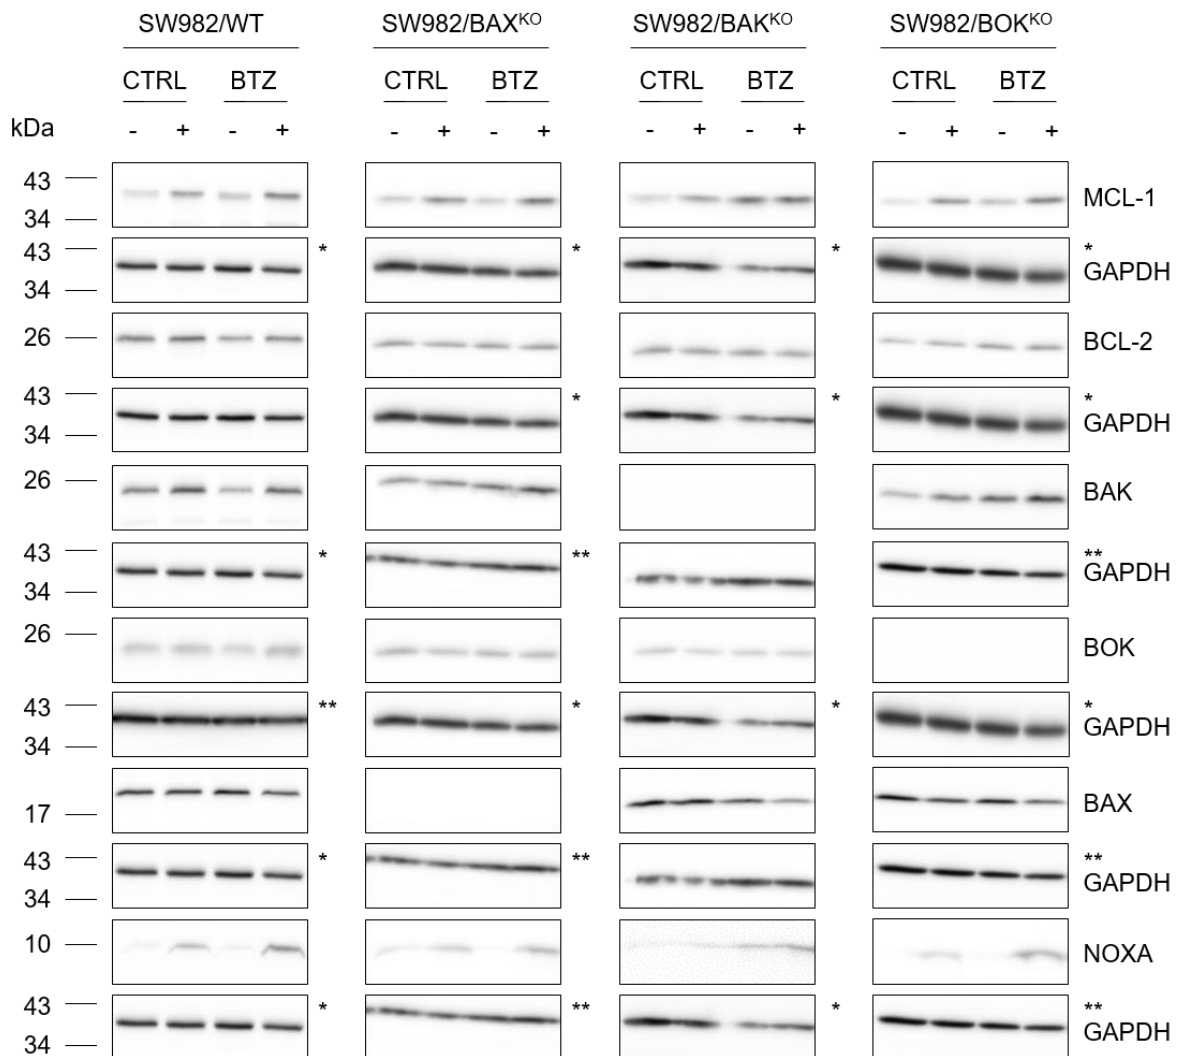 SW982/WT SW982/BAXKO SW982/BAKKO SW982/BOKKO
CTRL BTZ CTRL BTZ CTRL BTZ CTRL BTZ
kDa - + - + - + - + - + - + - + - +
43
34 MCL-1
43 * * * *
34 GAPDH
26 BCL-2
43 * * *
34 GAPDH
26 BAK
43 * ** **
34 GAPDH
26 BOK
43 ** * * *
34 GAPDH
17 BAX
43 * ** **
34 GAPDH
10 NOXA
43 * ** * **
34 GAPDH